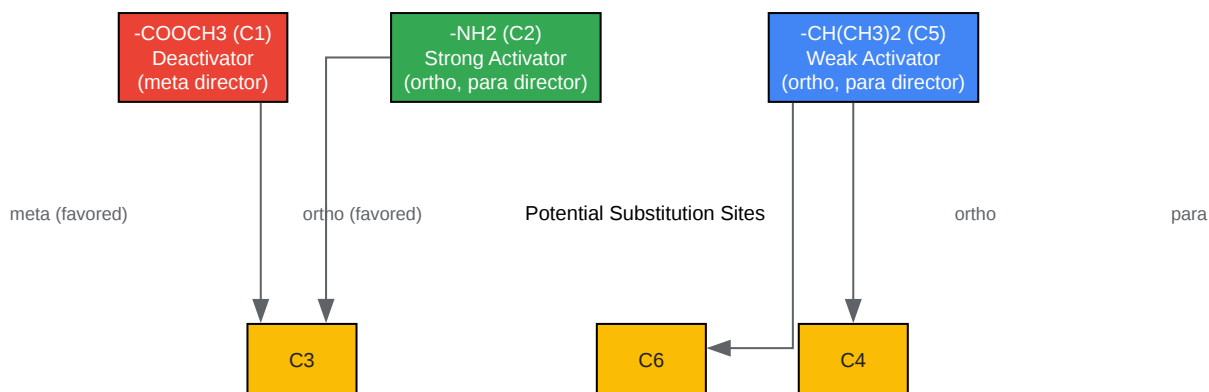 -COOCH3 (C1)
Deactivator
(meta director)
-NH2 (C2)
Strong Activator
(ortho, para director)
-CH(CH3)2 (C5)
Weak Activator
(ortho, para director)
meta (favored)
ortho (favored)
Potential Substitution Sites
ortho
para
C3
C6
C4